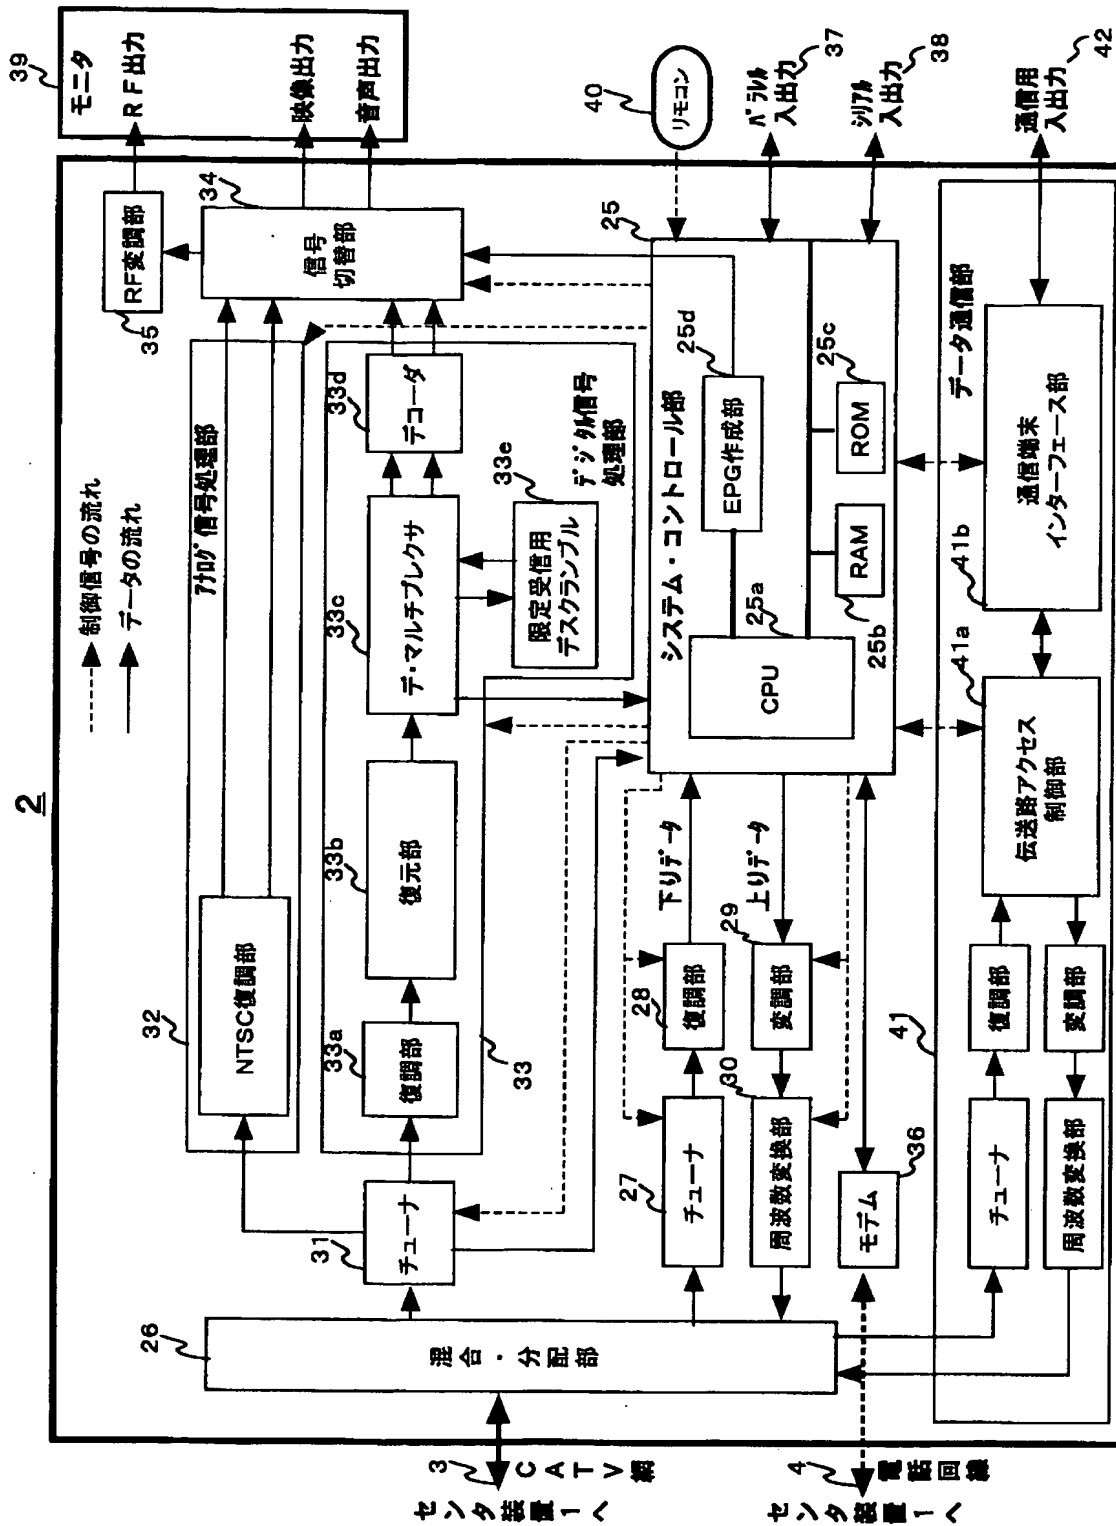 2
制御信号の流れ
データの流れ
39
モニタ
RF出力
映像出力
音声出力
35
RF変調部
34
信号
切替部
アナログ信号処理部
32
NTSC復調部
33
33a
復調部
33b
復元部
33c
デ・マルチプレクサ
33d
デコーダ
33e
限定受信用
デスクランブル
デジタル信号
処理部
31
チューナ
26
混合・分配部
3
CATV網
センタ装置1へ
4
電話回線
センタ装置1へ
25
システム・コントロール部
25a
CPU
25b
RAM
25c
ROM
25d
EPG作成部
40
リモコン
37
パラレル
入出力
38
シリアル
入出力
27
チューナ
28
復調部
下りデータ
29
変調部
上りデータ
30
周波数変換部
36
モデム
41
データ通信部
チューナ
復調部
周波数変換部
変調部
41a
伝送路アクセス
制御部
41b
通信端末
インターフェース部
42
通信用
入出力